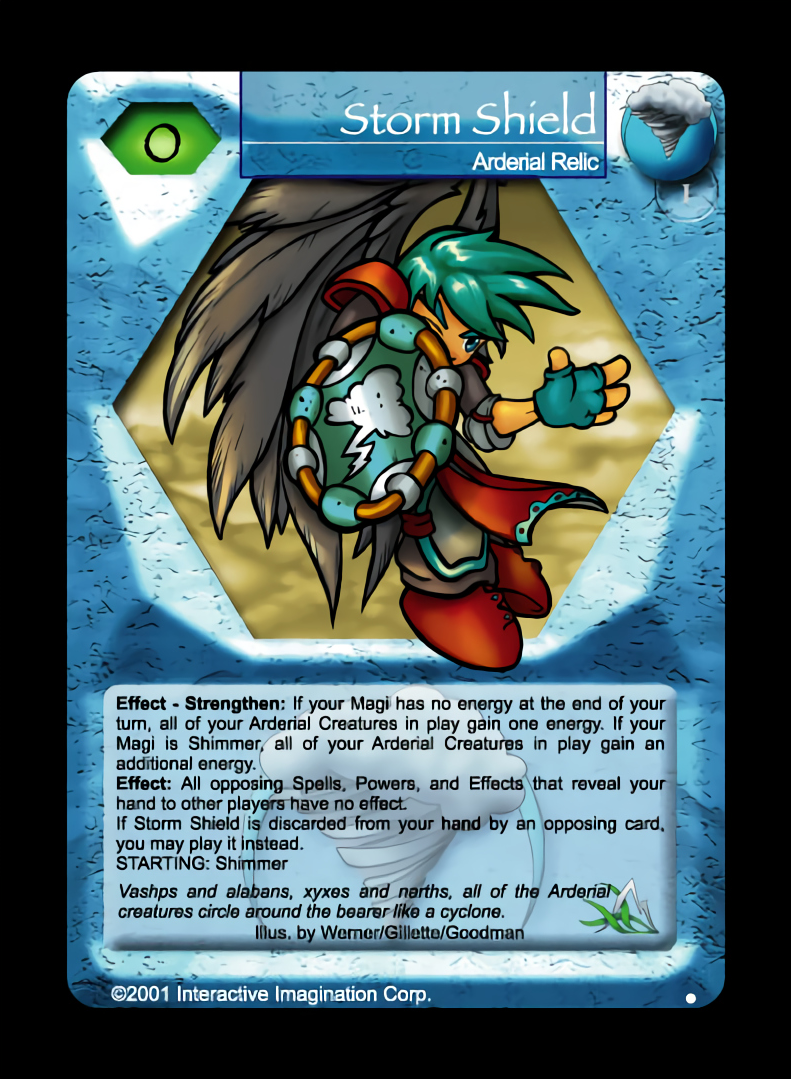 0
Storm Shield
Arderial Relic
1
Effect - Strengthen: If your Magi has no energy at the end of your
turn, all of your Arderial Creatures in play gain one energy. If your
Magi is Shimmer, all of your Arderial Creatures in play gain an
additional energy.
Effect: All opposing Spells, Powers, and Effects that reveal your
hand to other players have no effect.
If Storm Shield is discarded from your hand by an opposing card,
you may play it instead.
STARTING: Shimmer
Vashps and alabans, xyxes and narths, all of the Arderial
creatures circle around the bearer like a cyclone.
Illus. by Werner/Gillette/Goodman
©2001 Interactive Imagination Corp.